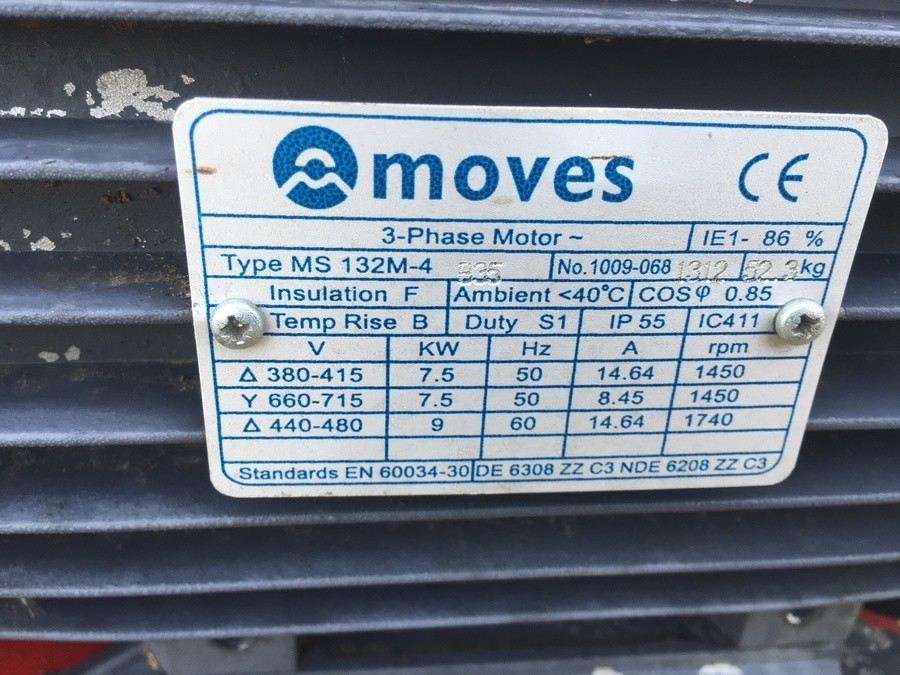 moves CE
3-Phase Motor ~ IE1- 86 %
Type MS 132M-4 B35 No.1009-068 1312 52.3kg
Insulation F Ambient <40°C COSφ 0.85
Temp Rise B Duty S1 IP 55 IC411
V KW Hz A rpm
Δ 380-415 7.5 50 14.64 1450
Y 660-715 7.5 50 8.45 1450
Δ 440-480 9 60 14.64 1740
Standards EN 60034-30 DE 6308 ZZ C3 NDE 6208 ZZ C3